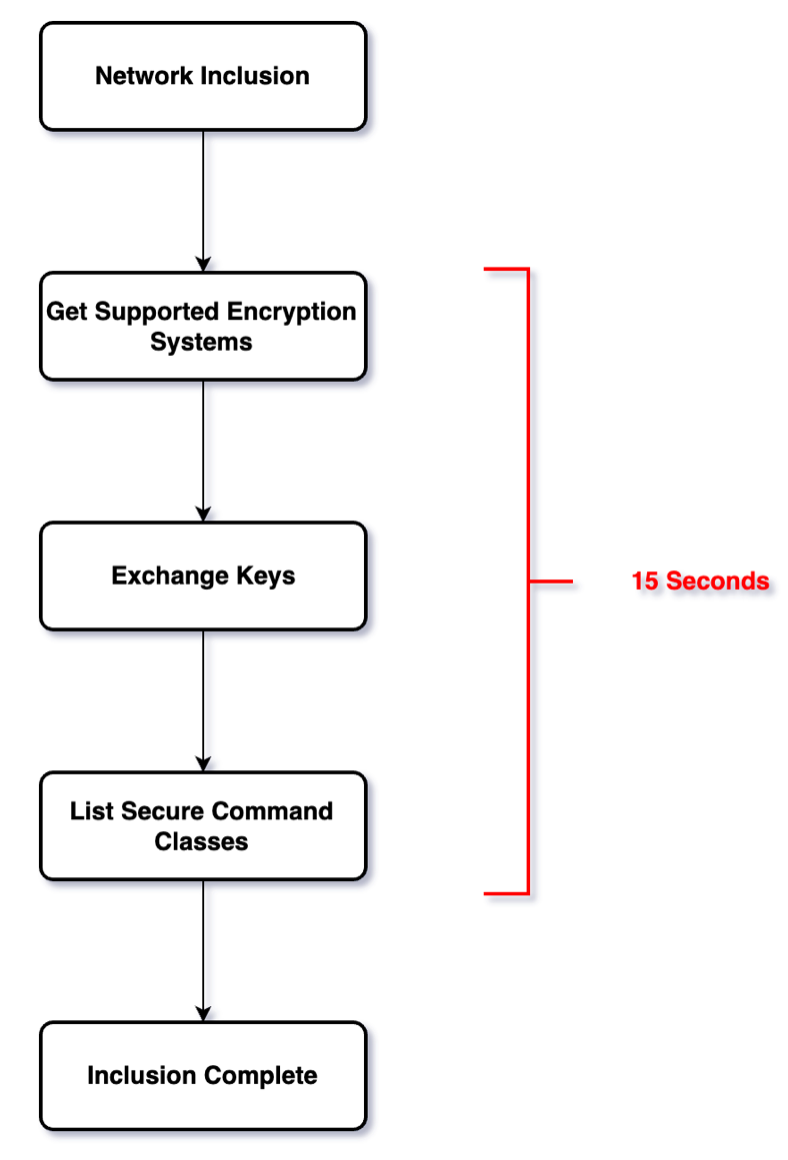 Network Inclusion
Get Supported Encryption
Systems
Exchange Keys
15 Seconds
List Secure Command
Classes
Inclusion Complete